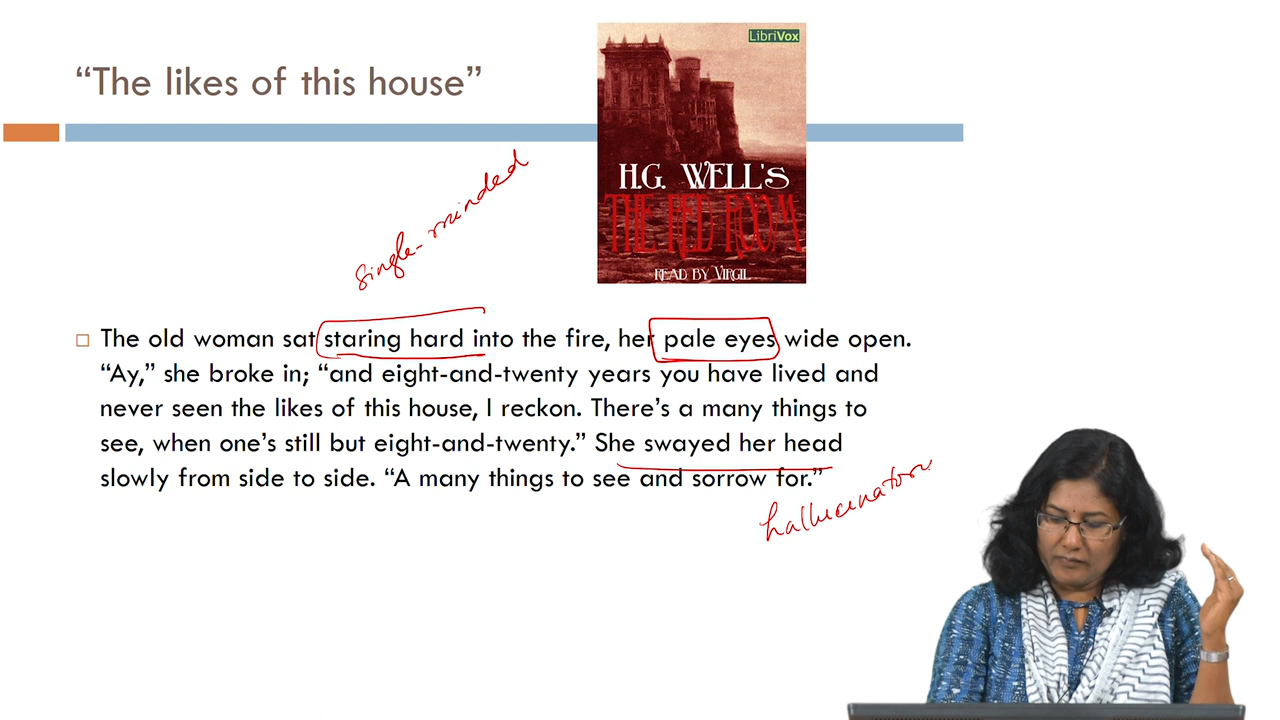 “The likes of this house”
LibriVox
H.G. WELL'S
THE RED ROOM
READ BY VIRGIL
single-minded
The old woman sat staring hard into the fire, her pale eyes wide open.
“Ay,” she broke in; “and eight-and-twenty years you have lived and
never seen the likes of this house, I reckon. There’s a many things to
see, when one’s still but eight-and-twenty.” She swayed her head
slowly from side to side. “A many things to see and sorrow for.”
hallucinatory